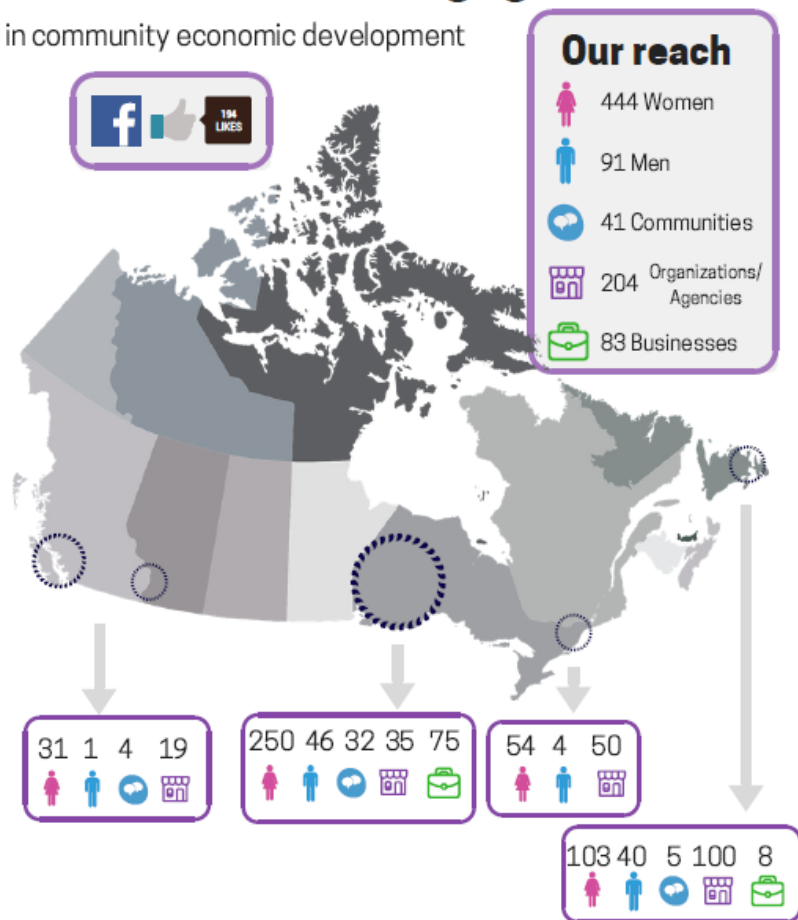 in community economic development
194
LIKES
Our reach
444 Women
91 Men
41 Communities
204 Organizations/
Agencies
83 Businesses
31 1 4 19
250 46 32 35 75
54 4 50
103 40 5 100 8